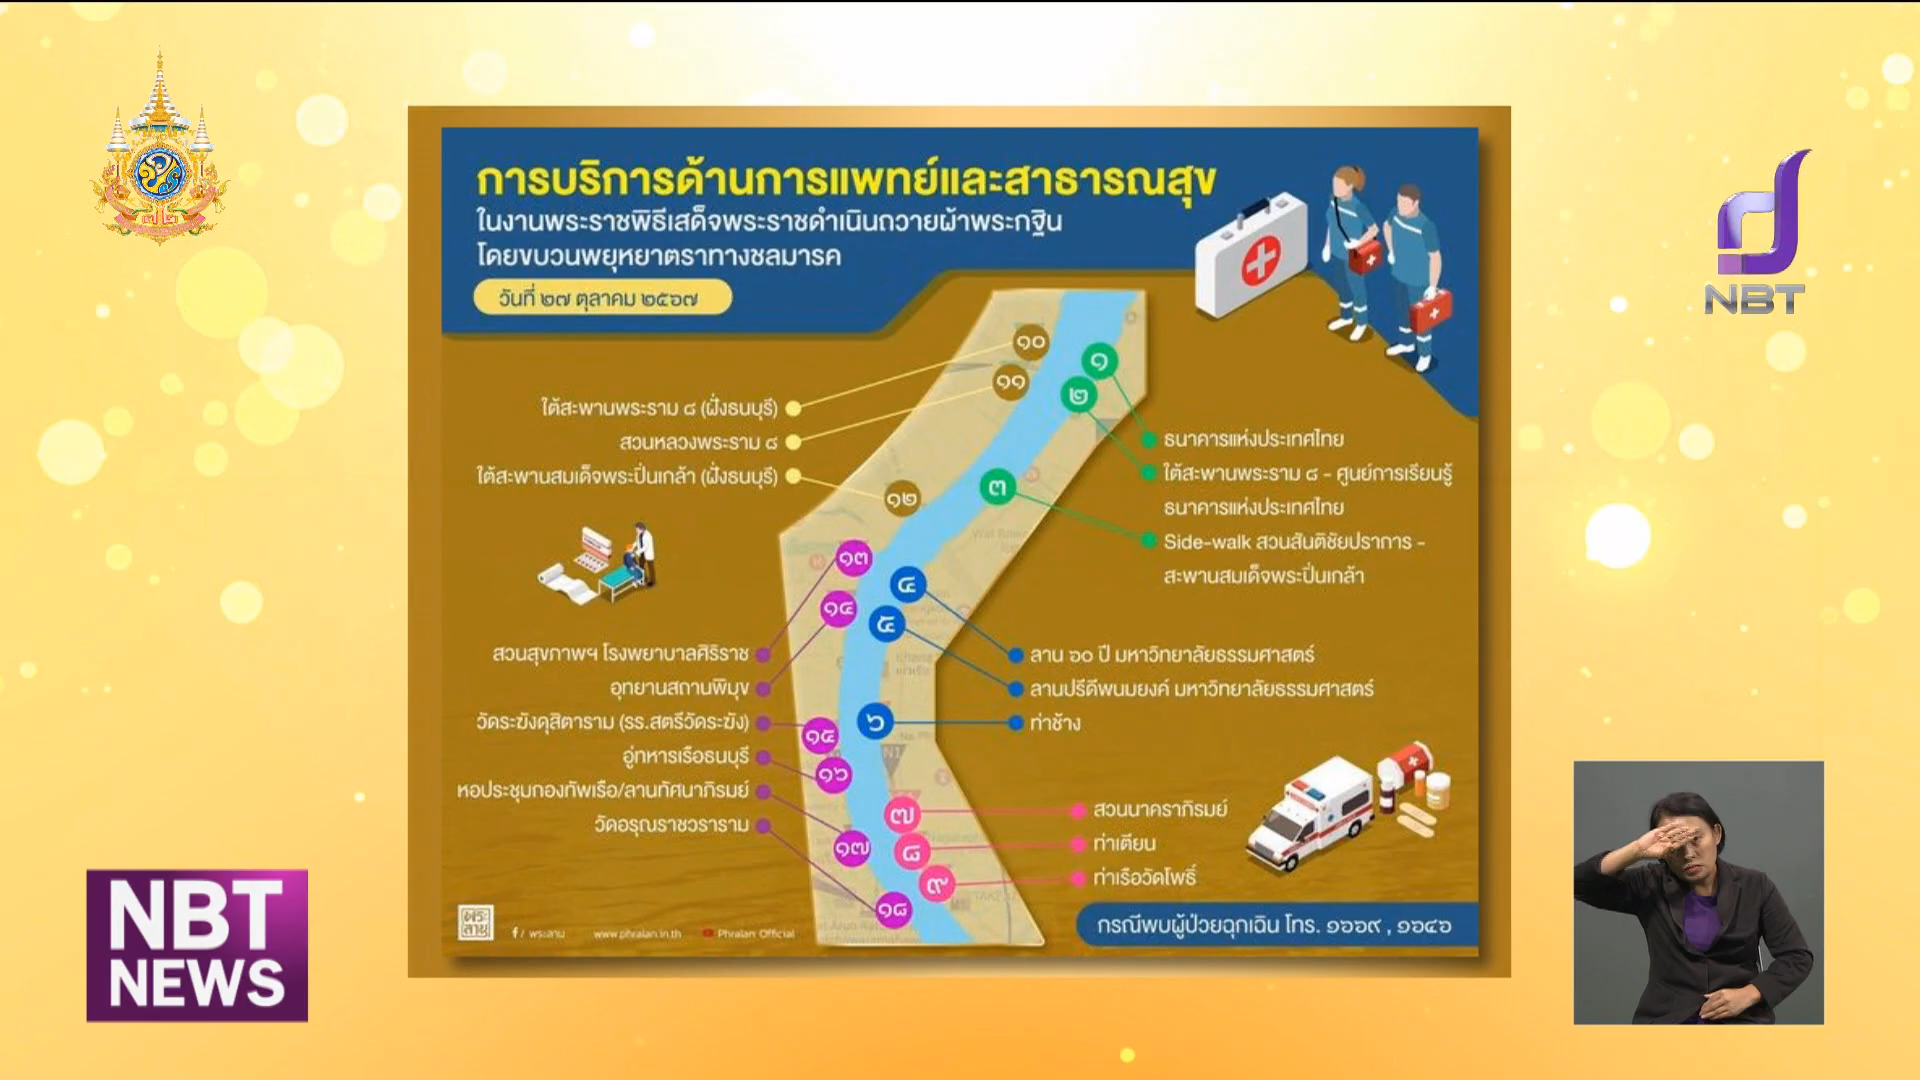 การบริการด้านการแพทย์และสาธารณสุข
ในงานพระราชพิธีเสด็จพระราชดำเนินถวายผ้าพระกฐิน
โดยขบวนพยุหยาตราทางชลมารค
วันที่ ๒๗ ตุลาคม ๒๕๖๗
NBT
๑๐
๑๑
๑๒
ใต้สะพานพระราม ๘ (ฝั่งธนบุรี)
สวนหลวงพระราม ๘
ใต้สะพานสมเด็จพระปิ่นเกล้า (ฝั่งธนบุรี)
๑
๒
๓
ธนาคารแห่งประเทศไทย
ใต้สะพานพระราม ๘ - ศูนย์การเรียนรู้
ธนาคารแห่งประเทศไทย
Side-walk สวนสันติชัยปราการ -
สะพานสมเด็จพระปิ่นเกล้า
๑๓
๑๔
๑๕
๑๖
๑๗
๑๘
สวนสุขภาพฯ โรงพยาบาลศิริราช
อุทยานสถานพิมุข
วัดระฆังดุสิตาราม (รร.สตรีวัดระฆัง)
อู่ทหารเรือธนบุรี
หอประชุมกองทัพเรือ/ลานทัศนาภิรมย์
วัดอรุณราชวราราม
๔
๕
๖
ลาน ๖๐ ปี มหาวิทยาลัยธรรมศาสตร์
ลานปรีดีพนมยงค์ มหาวิทยาลัยธรรมศาสตร์
ท่าช้าง
๗
๘
๙
สวนนาคราภิรมย์
ท่าเตียน
ท่าเรือวัดโพธิ์
กรณีพบผู้ป่วยฉุกเฉิน โทร. ๑๖๖๙ , ๑๖๔๖
พระลาน
f / พระลาน
www.phralan.in.th
Phralan Official
NBT
NEWS
๗๒